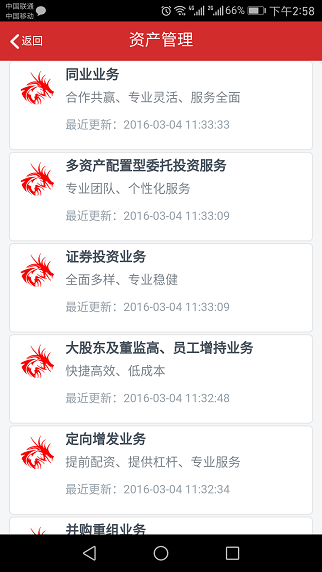 中国联通
中国移动
66% 下午2:58
返回
资产管理
同业业务
合作共赢、专业灵活、服务全面
最近更新：2016-03-04 11:33:33
多资产配置型委托投资服务
专业团队、个性化服务
最近更新：2016-03-04 11:33:09
证券投资业务
全面多样、专业稳健
最近更新：2016-03-04 11:33:09
大股东及董监高、员工增持业务
快捷高效、低成本
最近更新：2016-03-04 11:32:48
定向增发业务
提前配资、提供杠杆、专业服务
最近更新：2016-03-04 11:32:34
并购重组业务